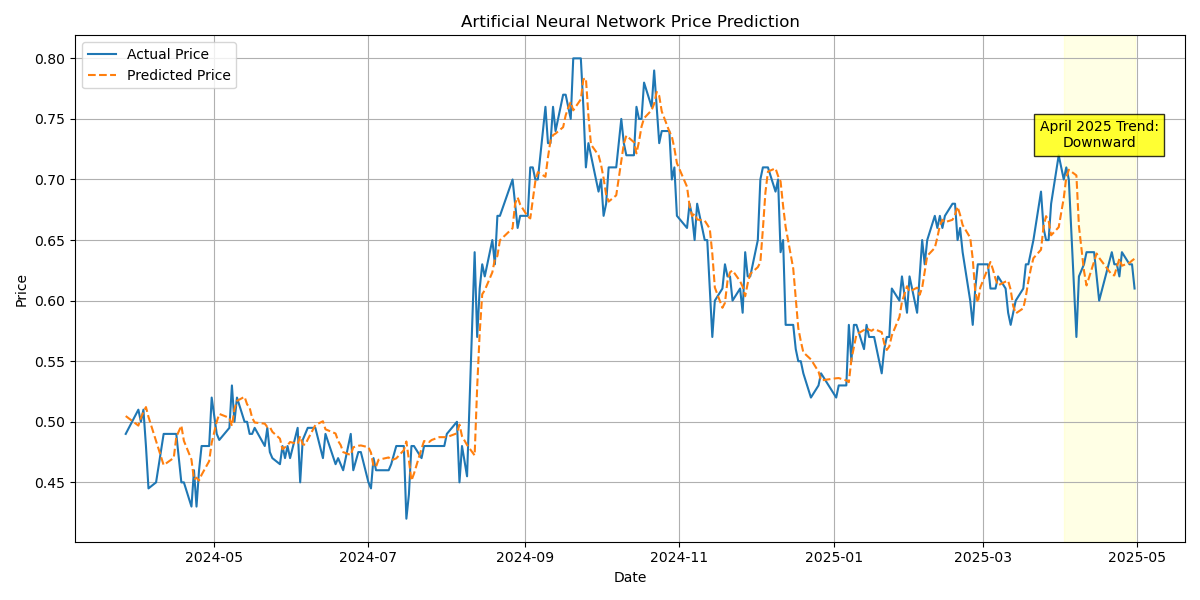 Artificial Neural Network Price Prediction
Actual Price
Predicted Price
April 2025 Trend:
Downward
Price
0.80
0.75
0.70
0.65
0.60
0.55
0.50
0.45
2024-05
2024-07
2024-09
2024-11
2025-01
2025-03
2025-05
Date